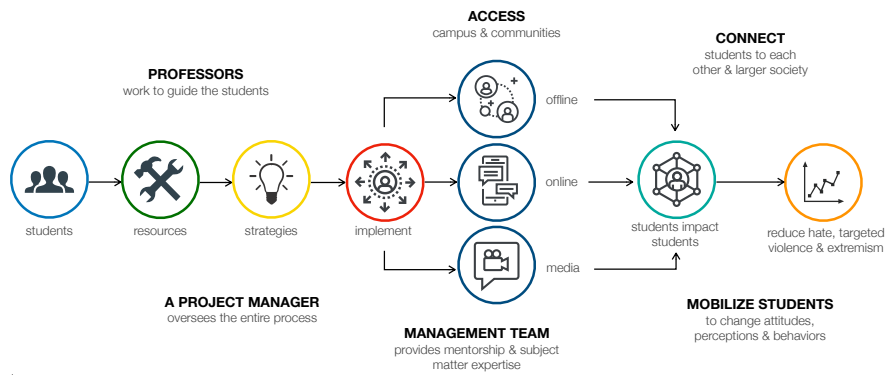 ACCESS
campus & communities
CONNECT
students to each
other & larger society
PROFESSORS
work to guide the students
offline
online
media
students
resources
strategies
implement
students impact
students
reduce hate, targeted
violence & extremism
A PROJECT MANAGER
oversees the entire process
MANAGEMENT TEAM
provides mentorship & subject
matter expertise
MOBILIZE STUDENTS
to change attitudes,
perceptions & behaviors